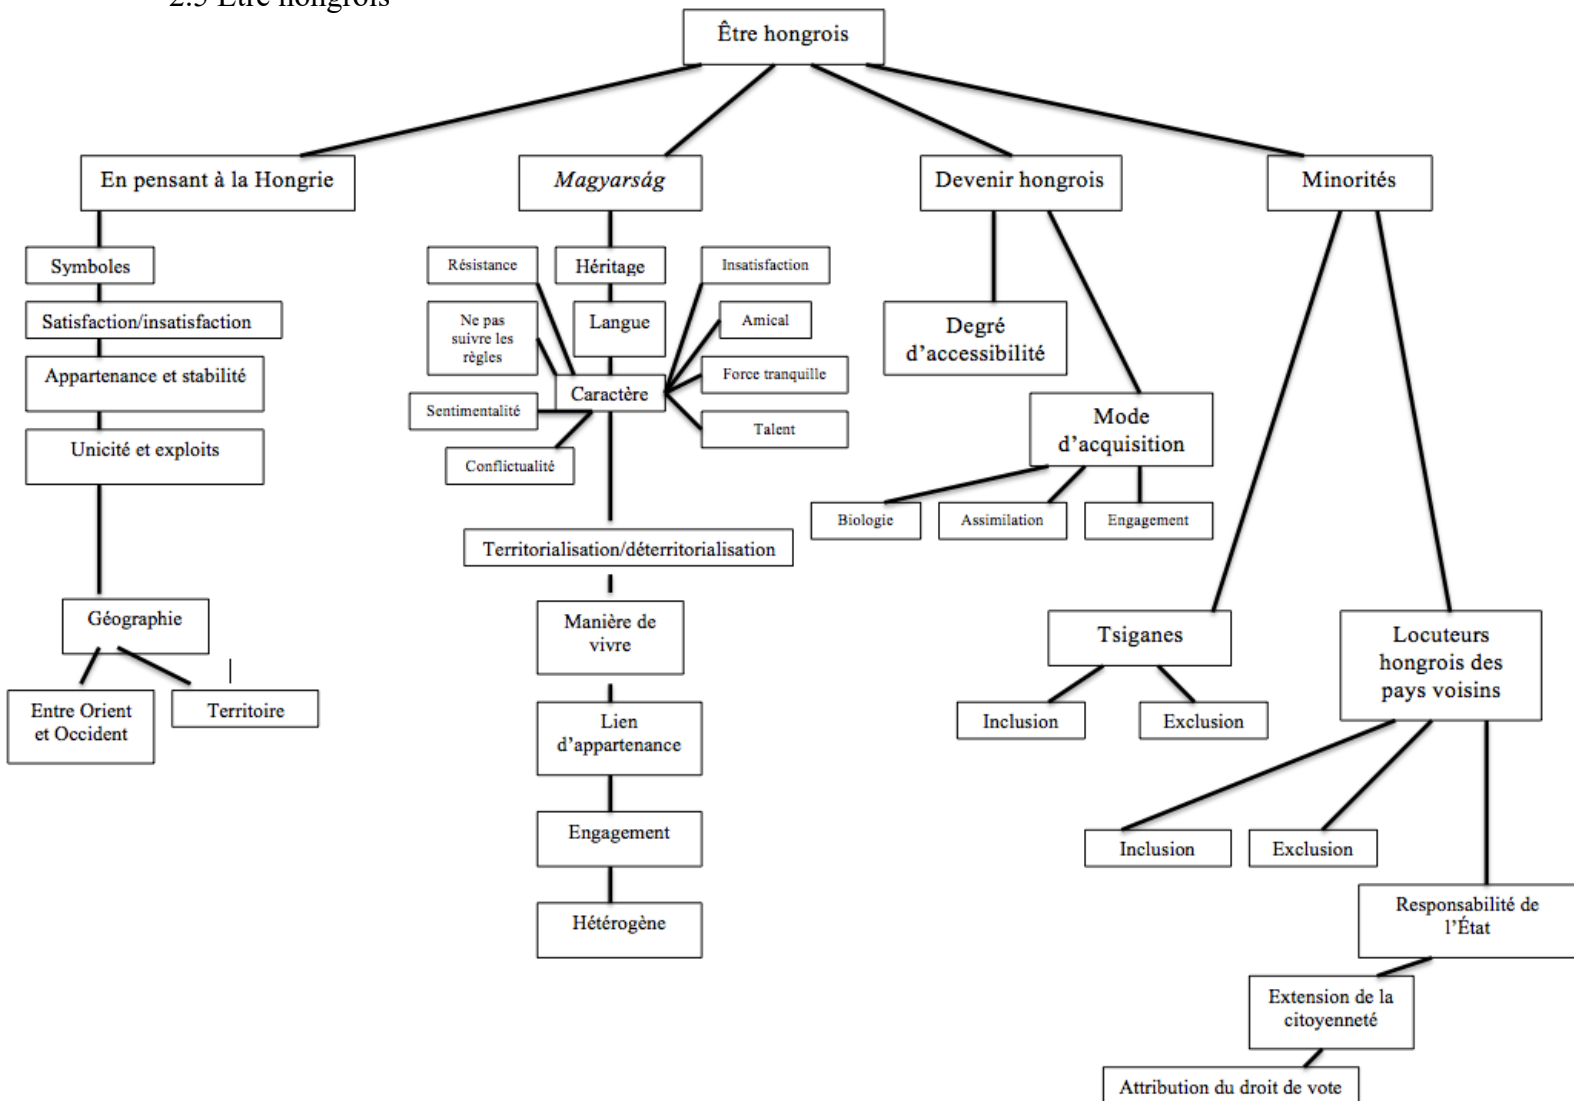 2.5 Être hongrois
Être hongrois
En pensant à la Hongrie
Magyarság
Devenir hongrois
Minorités
Symboles
Satisfaction/insatisfaction
Appartenance et stabilité
Unicité et exploits
Géographie
Entre Orient
et Occident
Territoire
Héritage
Langue
Caractère
Résistance
Ne pas
suivre les
règles
Sentimentalité
Conflictualité
Insatisfaction
Amical
Force tranquille
Talent
Territorialisation/déterritorialisation
Manière de
vivre
Lien
d’appartenance
Engagement
Hétérogène
Degré
d’accessibilité
Mode
d’acquisition
Biologie
Assimilation
Engagement
Tsiganes
Inclusion
Exclusion
Locuteurs
hongrois des
pays voisins
Inclusion
Exclusion
Responsabilité de
l’État
Extension de la
citoyenneté
Attribution du droit de vote